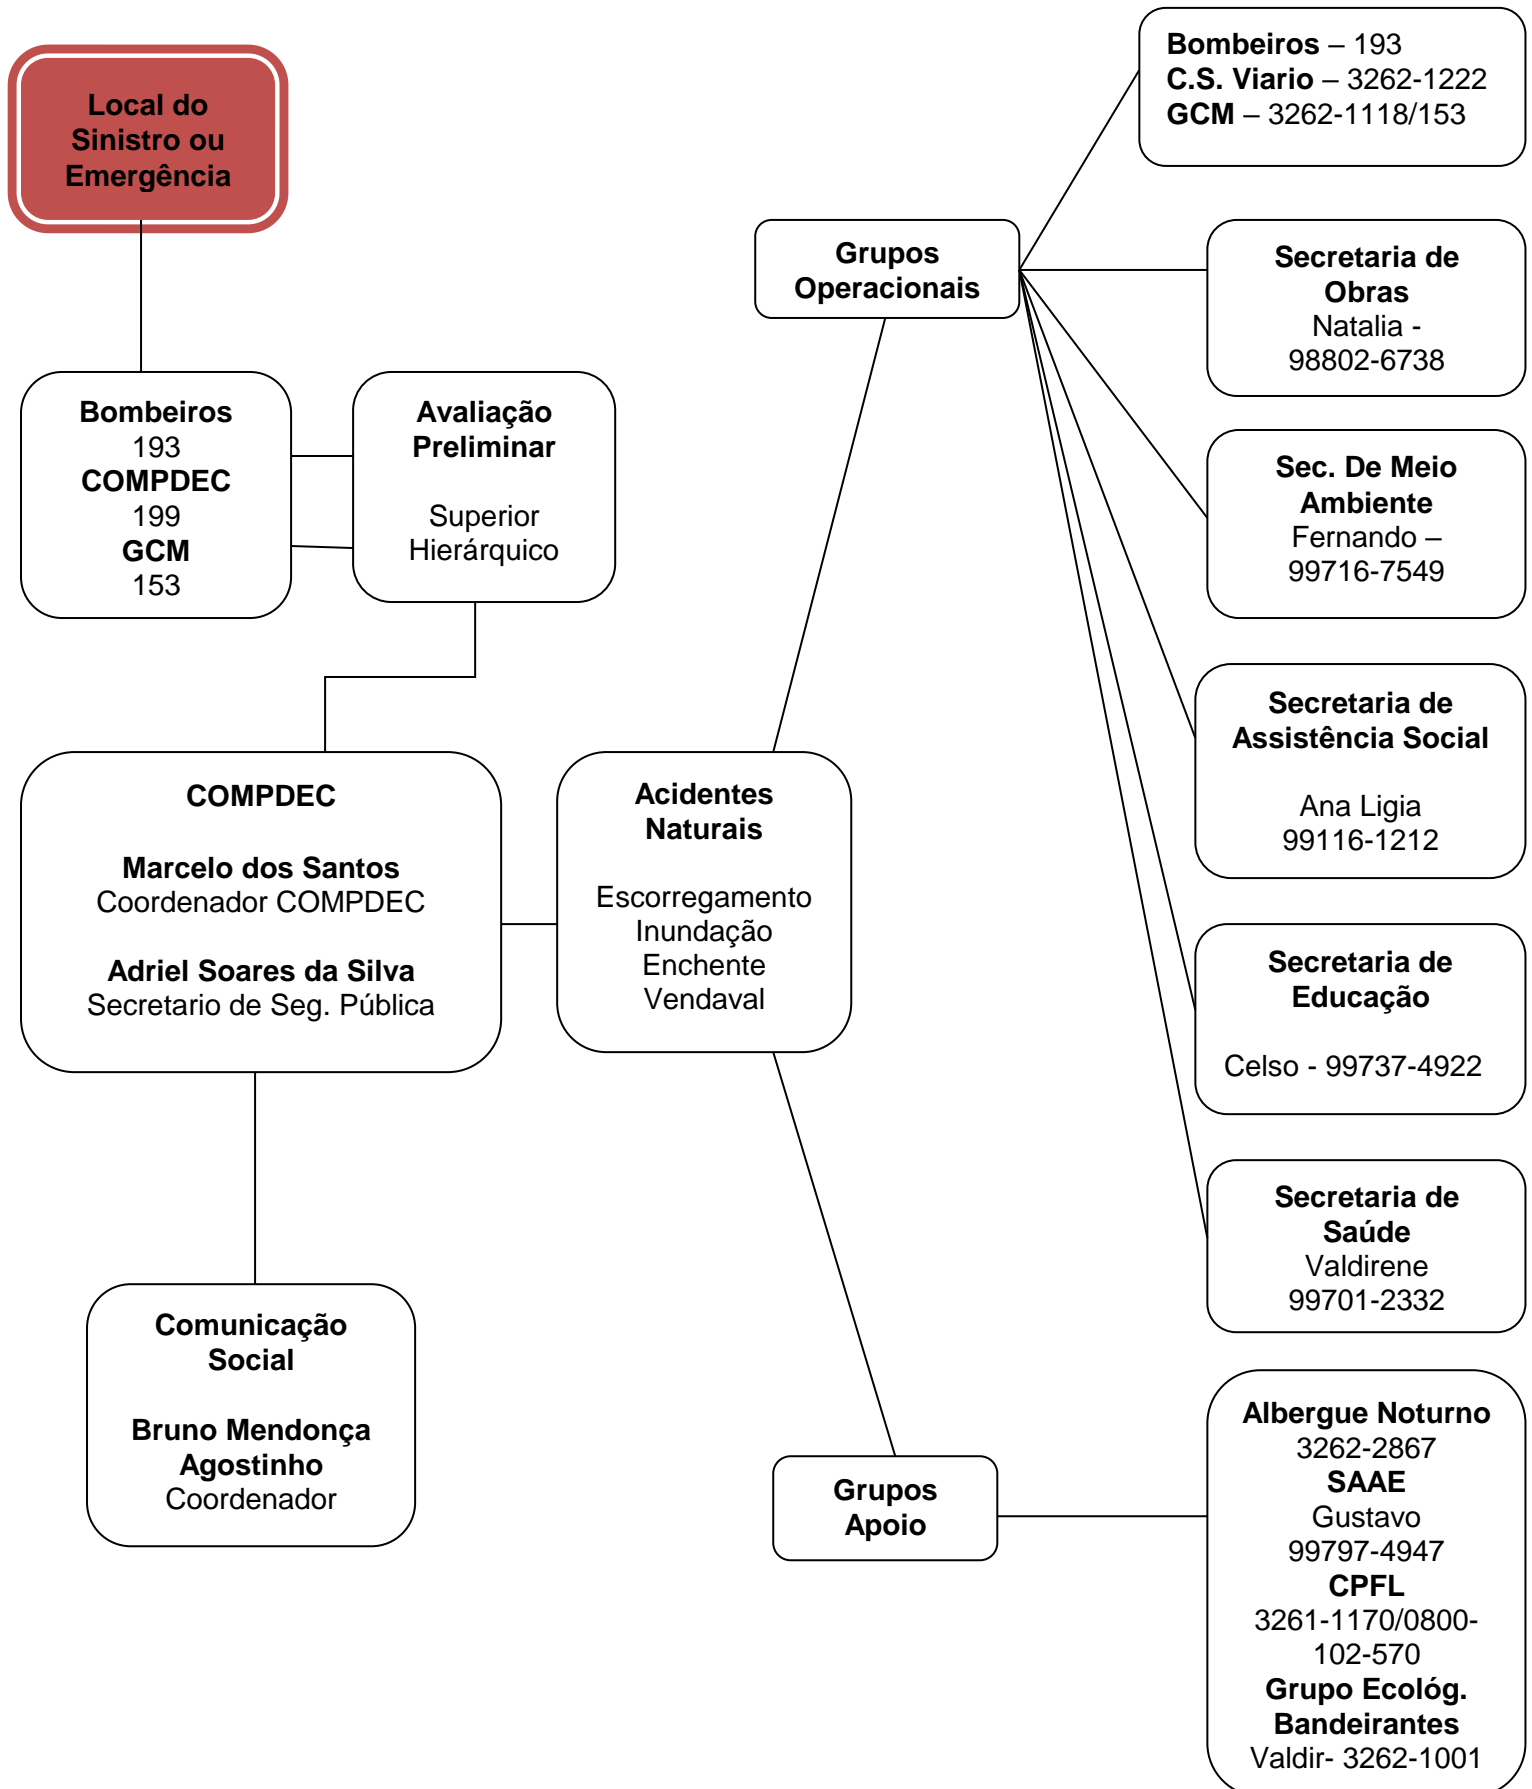 Local do
Sinistro ou
Emergência
Bombeiros
193
COMPDEC
199
GCM
153
Avaliação
Preliminar
Superior
Hierárquico
COMPDEC
Marcelo dos Santos
Coordenador COMPDEC
Adriel Soares da Silva
Secretario de Seg. Pública
Acidentes
Naturais
Escorregamento
Inundação
Enchente
Vendaval
Comunicação
Social
Bruno Mendonça
Agostinho
Coordenador
Grupos
Operacionais
Bombeiros – 193
C.S. Viario – 3262-1222
GCM – 3262-1118/153
Secretaria de
Obras
Natalia -
98802-6738
Sec. De Meio
Ambiente
Fernando –
99716-7549
Secretaria de
Assistência Social
Ana Ligia
99116-1212
Secretaria de
Educação
Celso - 99737-4922
Secretaria de
Saúde
Valdirene
99701-2332
Grupos
Apoio
Albergue Noturno
3262-2867
SAAE
Gustavo
99797-4947
CPFL
3261-1170/0800-
102-570
Grupo Ecológ.
Bandeirantes
Valdir- 3262-1001